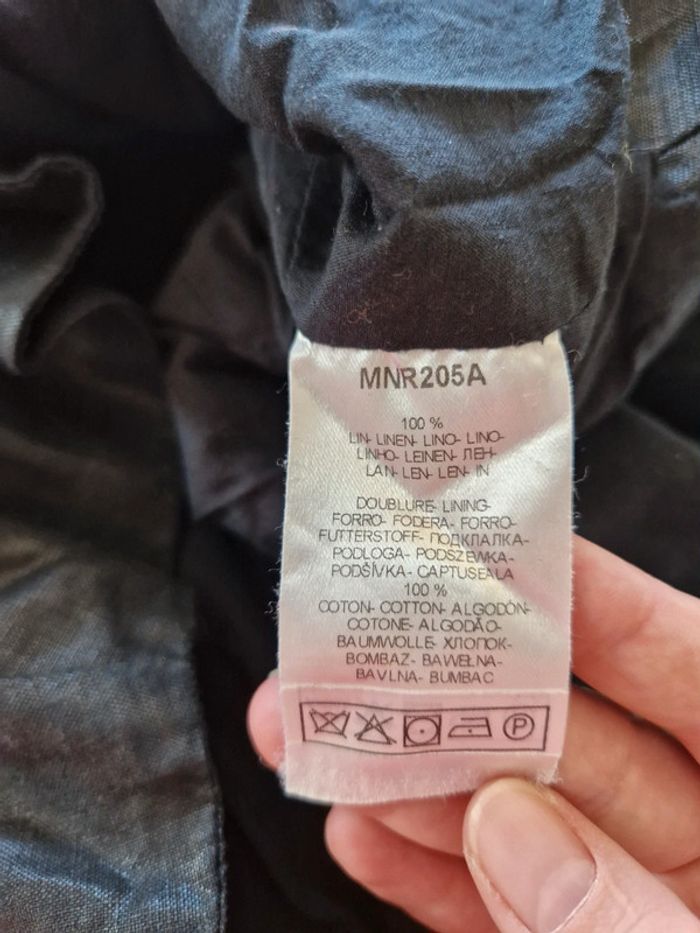 MNR205A
100 %
LIN- LINEN- LINO- LINO-
LINHO- LEINEN- ЛЕН-
LAN- LEN- LEN- IN
DOUBLURE- LINING-
FORRO- FODERA- FORRO-
FUTTERSTOFF- ПОДКЛАЛКА-
PODLOGA- PODSZEWKA-
PODŠÍVKA- CAPTUSEALA
100 %
COTON- COTTON- ALGODÓN-
COTONE- ALGODÃO-
BAUMWOLLE- ХЛОПОК-
BOMBAZ- BAWEŁNA-
BAVLNA- BUMBAC
P